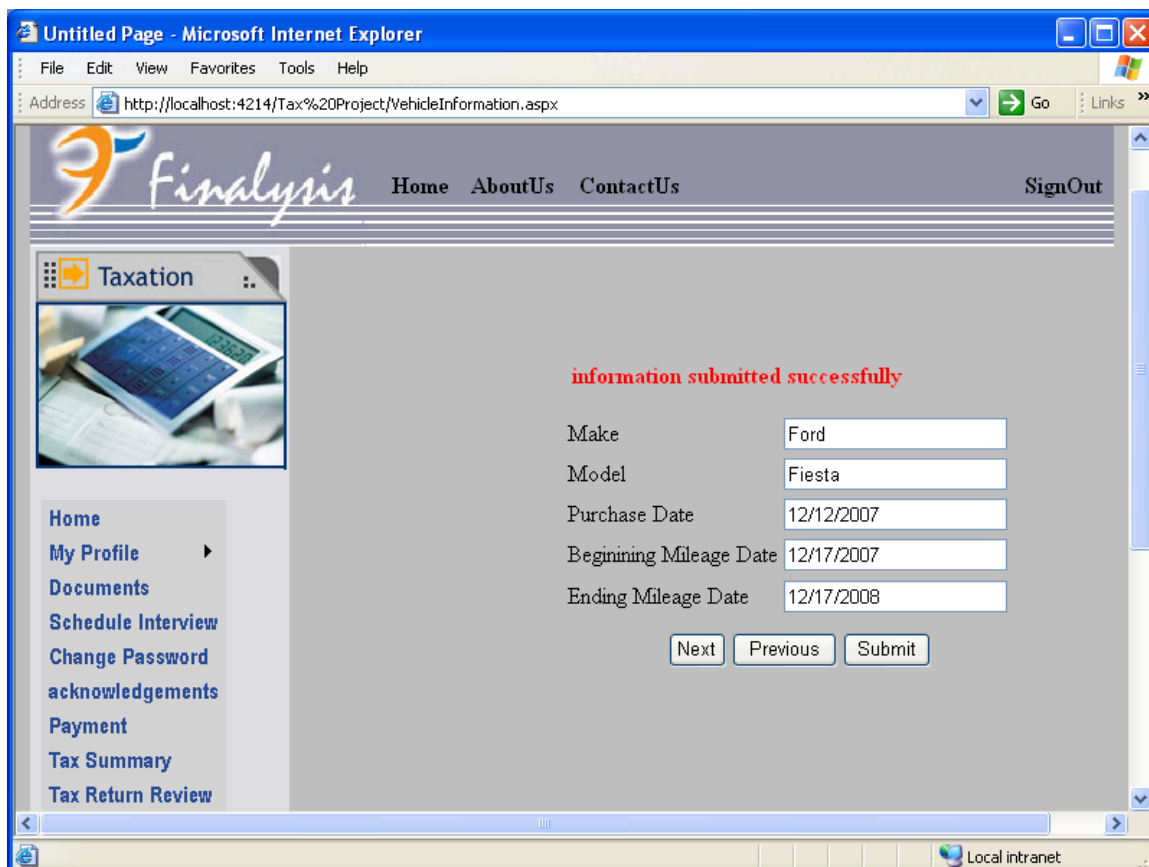 Untitled Page - Microsoft Internet Explorer
File Edit View Favorites Tools Help
Address http://localhost:4214/Tax%20Project/VehicleInformation.aspx Go Links »
Finalysis Home AboutUs ContactUs SignOut
Taxation
123620
information submitted successfully
Make Ford
Model Fiesta
Purchase Date 12/12/2007
Beginining Mileage Date 12/17/2007
Ending Mileage Date 12/17/2008
Next Previous Submit
Home
My Profile
Documents
Schedule Interview
Change Password
acknowledgements
Payment
Tax Summary
Tax Return Review
Local intranet